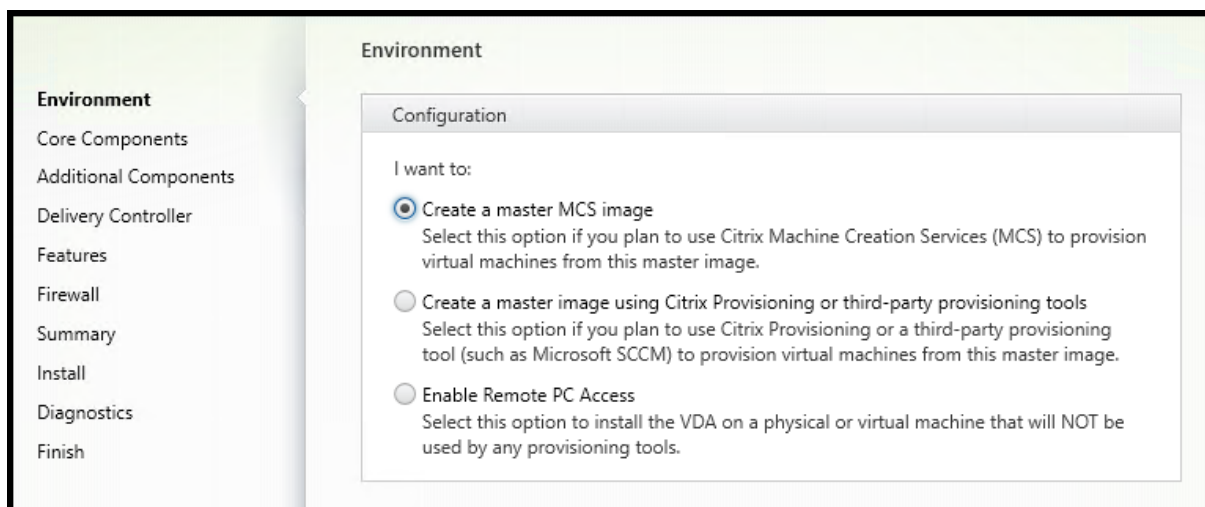 Environment
Core Components
Additional Components
Delivery Controller
Features
Firewall
Summary
Install
Diagnostics
Finish
Environment
Configuration
I want to:
Create a master MCS image
Select this option if you plan to use Citrix Machine Creation Services (MCS) to provision
virtual machines from this master image.
Create a master image using Citrix Provisioning or third-party provisioning tools
Select this option if you plan to use Citrix Provisioning or a third-party provisioning
tool (such as Microsoft SCCM) to provision virtual machines from this master image.
Enable Remote PC Access
Select this option to install the VDA on a physical or virtual machine that will NOT be
used by any provisioning tools.